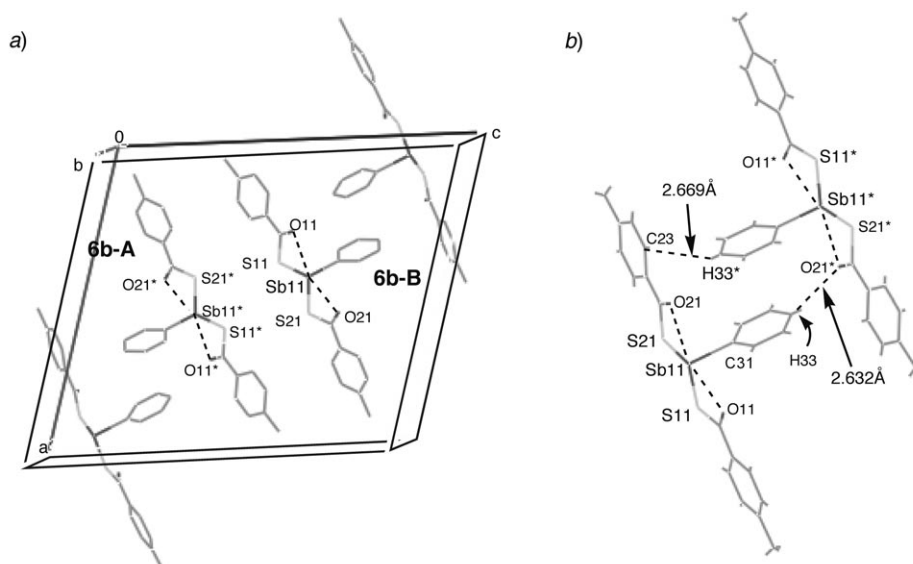 a)
b)
0
c
b
6b-A
O11
S11
Sb11
6b-B
O21*
S21*
Sb11*
S11*
O11*
S21
O21
a
O11*
S11*
2.669Å
Sb11*
S21*
C23
H33*
O21*
O21
S21
Sb11
C31
H33
2.632Å
S11
O11